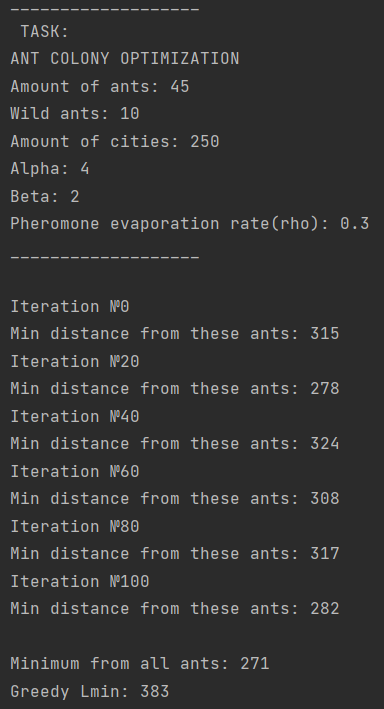 ___________________
TASK:
ANT COLONY OPTIMIZATION
Amount of ants: 45
Wild ants: 10
Amount of cities: 250
Alpha: 4
Beta: 2
Pheromone evaporation rate(rho): 0.3
___________________
Iteration №0
Min distance from these ants: 315
Iteration №20
Min distance from these ants: 278
Iteration №40
Min distance from these ants: 324
Iteration №60
Min distance from these ants: 308
Iteration №80
Min distance from these ants: 317
Iteration №100
Min distance from these ants: 282
Minimum from all ants: 271
Greedy Lmin: 383